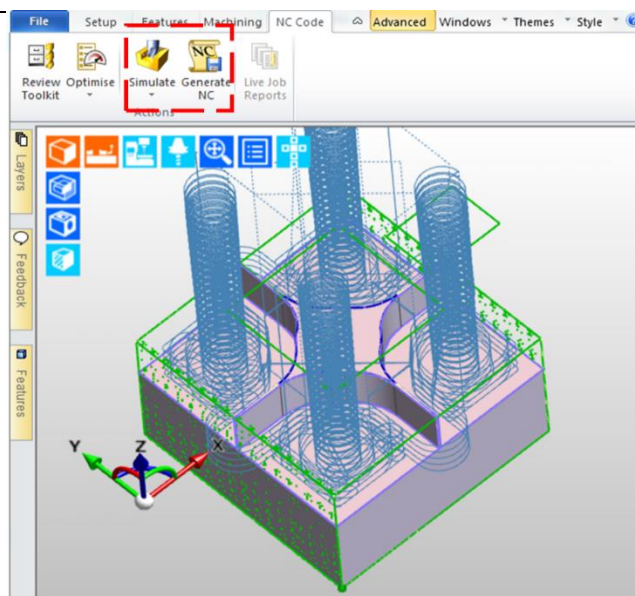 File Setup Features Machining NC Code Advanced Windows Themes Style
Review Toolkit
Optimise
Simulate
Generate NC
Live Job Reports
Actions
Layers
Feedback
Features
Y Z X